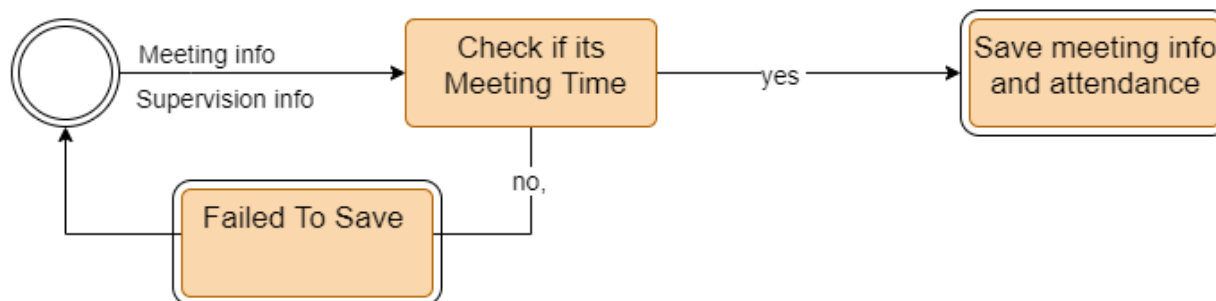 Meeting info
Supervision info
Check if its
Meeting Time
yes
Save meeting info
and attendance
no,
Failed To Save